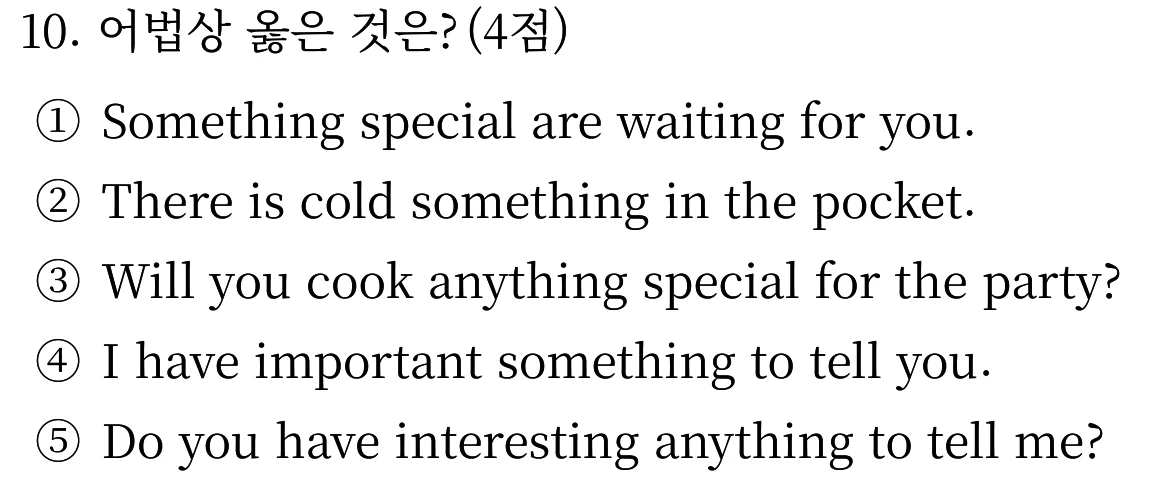 10. 어법상 옳은 것은? (4점)
① Something special are waiting for you.
② There is cold something in the pocket.
③ Will you cook anything special for the party?
④ I have important something to tell you.
⑤ Do you have interesting anything to tell me?